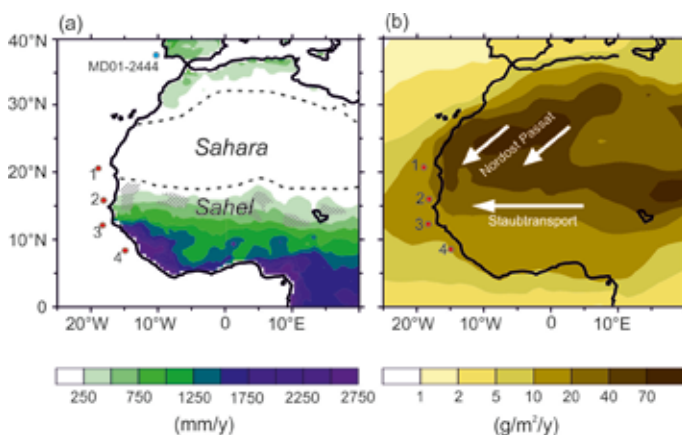 (a)
(b)
40°N
MD01-2444
30°N
20°N
10°N
0
Sahara
Sahel
1
2
3
4
20°W
10°W
0
10°E
Nordost Passat
Staubtransport
1
2
3
4
20°W
10°W
0
10°E
250 750 1250 1750 2250 2750
(mm/y)
1 2 5 10 20 40 70
(g/m²/y)